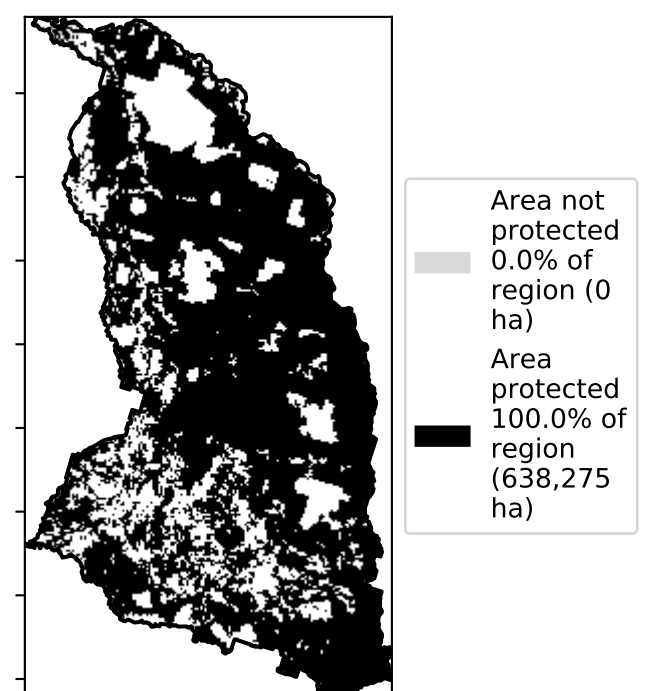 Area not
protected
0.0% of
region (0
ha)
Area
protected
100.0% of
region
(638,275
ha)